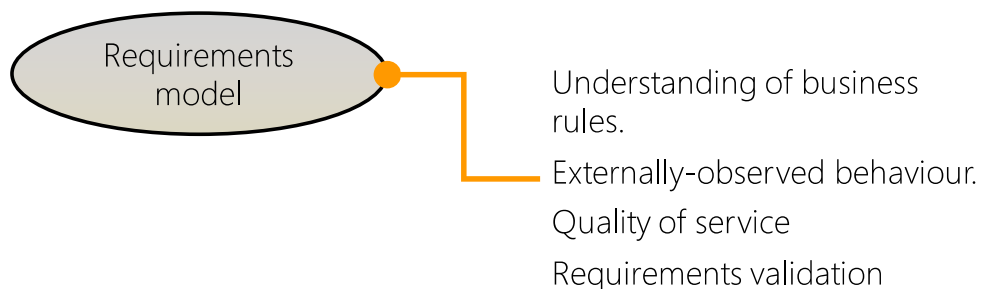 Requirements
model
Understanding of business
rules.
Externally-observed behaviour.
Quality of service
Requirements validation